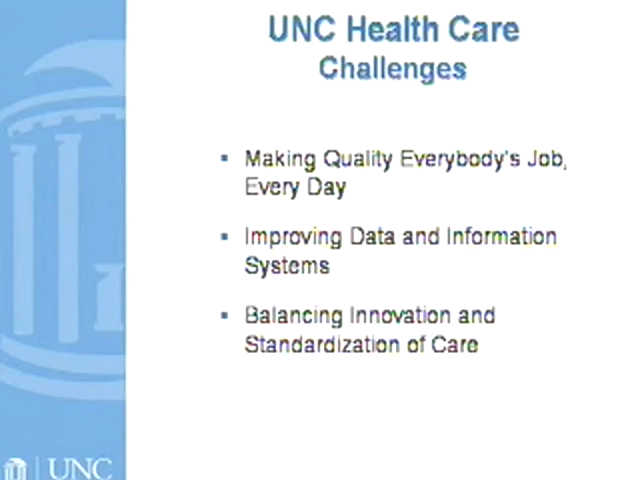 UNC Health Care
Challenges
Making Quality Everybody's Job,
Every Day
Improving Data and Information
Systems
Balancing Innovation and
Standardization of Care
UNC